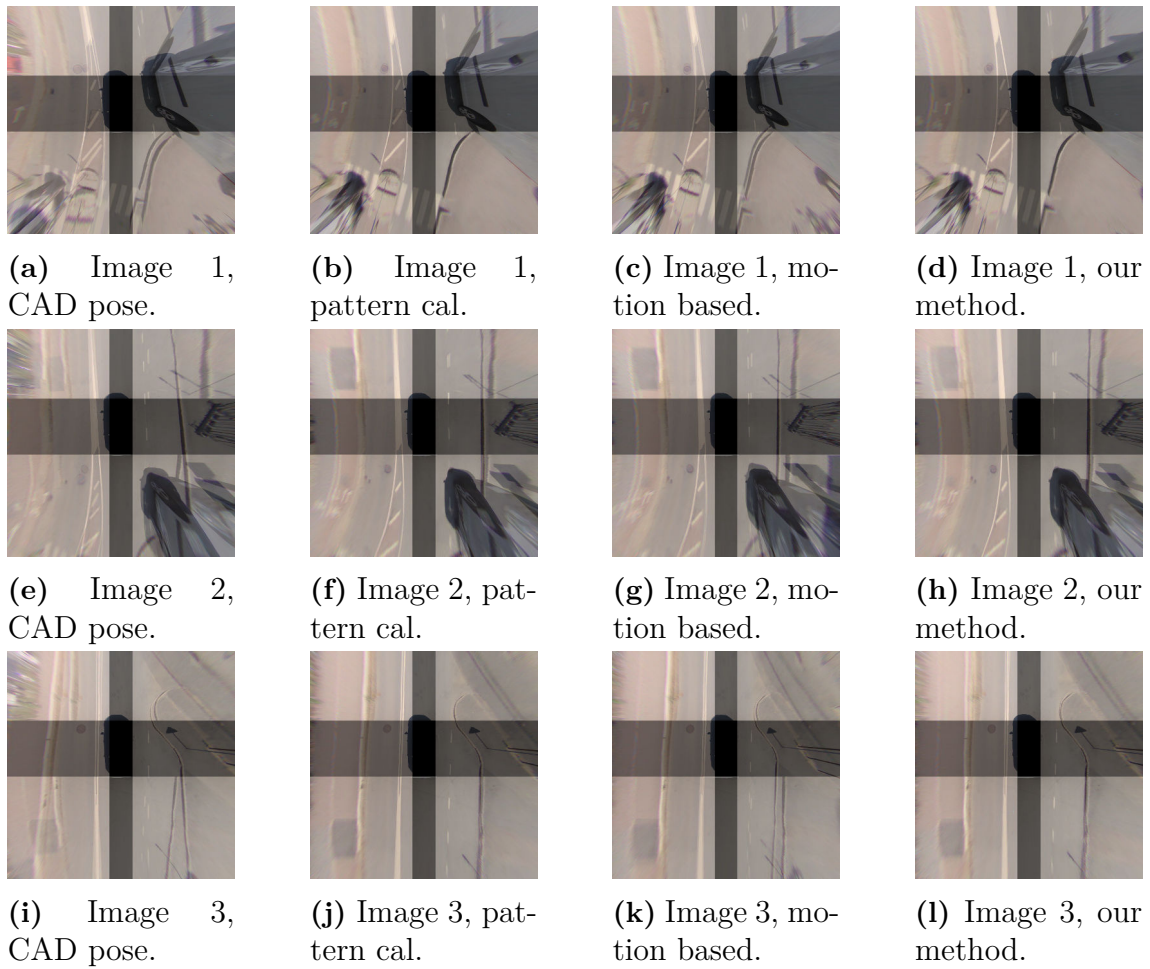 (a) Image 1,
CAD pose.
(b) Image 1,
pattern cal.
(c) Image 1, mo-
tion based.
(d) Image 1, our
method.
(e) Image 2,
CAD pose.
(f) Image 2, pat-
tern cal.
(g) Image 2, mo-
tion based.
(h) Image 2, our
method.
(i) Image 3,
CAD pose.
(j) Image 3, pat-
tern cal.
(k) Image 3, mo-
tion based.
(l) Image 3, our
method.